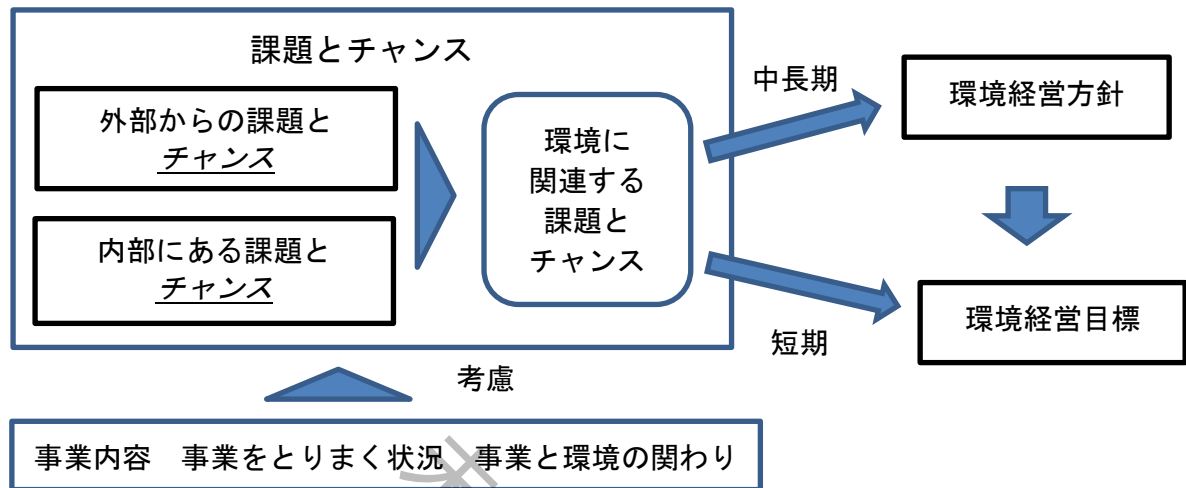 課題とチャンス
外部からの課題と
チャンス
内部にある課題と
チャンス
環境に
関連する
課題と
チャンス
中長期
環境経営方針
短期
環境経営目標
考慮
事業内容　事業をとりまく状況　事業と環境の関わり